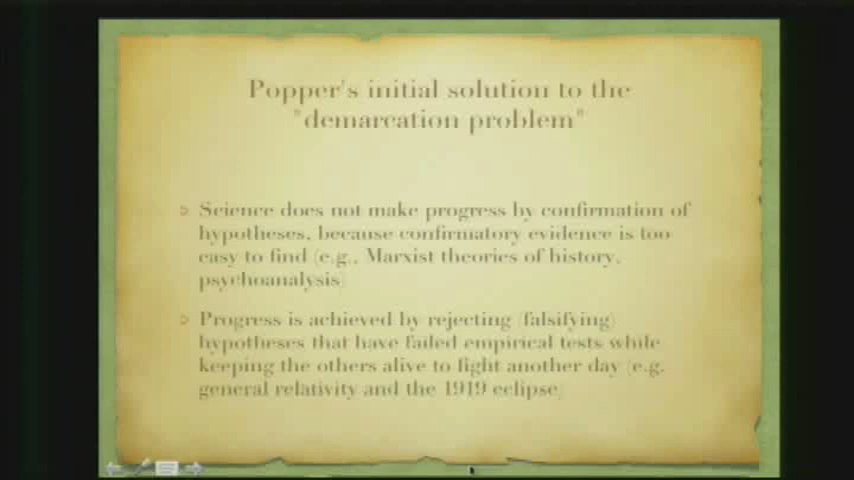 Popper's initial solution to the
"demarcation problem"
Science does not make progress by confirmation of
hypotheses, because confirmatory evidence is too
easy to find (e.g., Marxist theories of history,
psychoanalysis)
Progress is achieved by rejecting (falsifying)
hypotheses that have failed empirical tests while
keeping the others alive to fight another day (e.g.
general relativity and the 1919 eclipse)